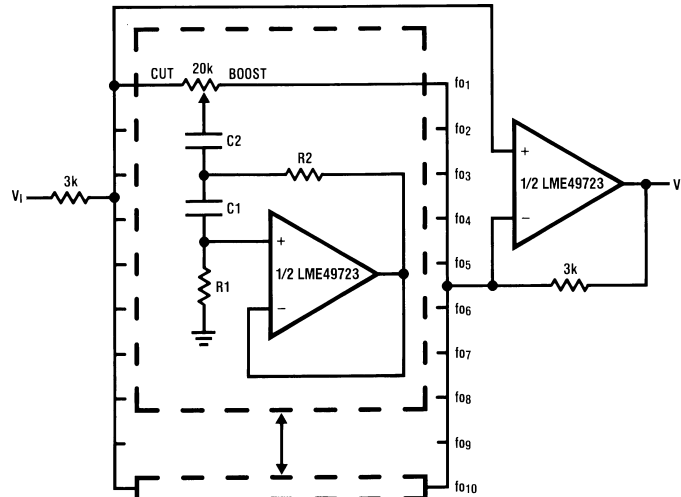 20k
CUT
BOOST
fo1
C2
fo2
R2
fo3
+
1/2 LME49723
−
V
3k
VI
C1
fo4
+
1/2 LME49723
−
fo5
R1
3k
fo6
fo7
fo8
fo9
fo10